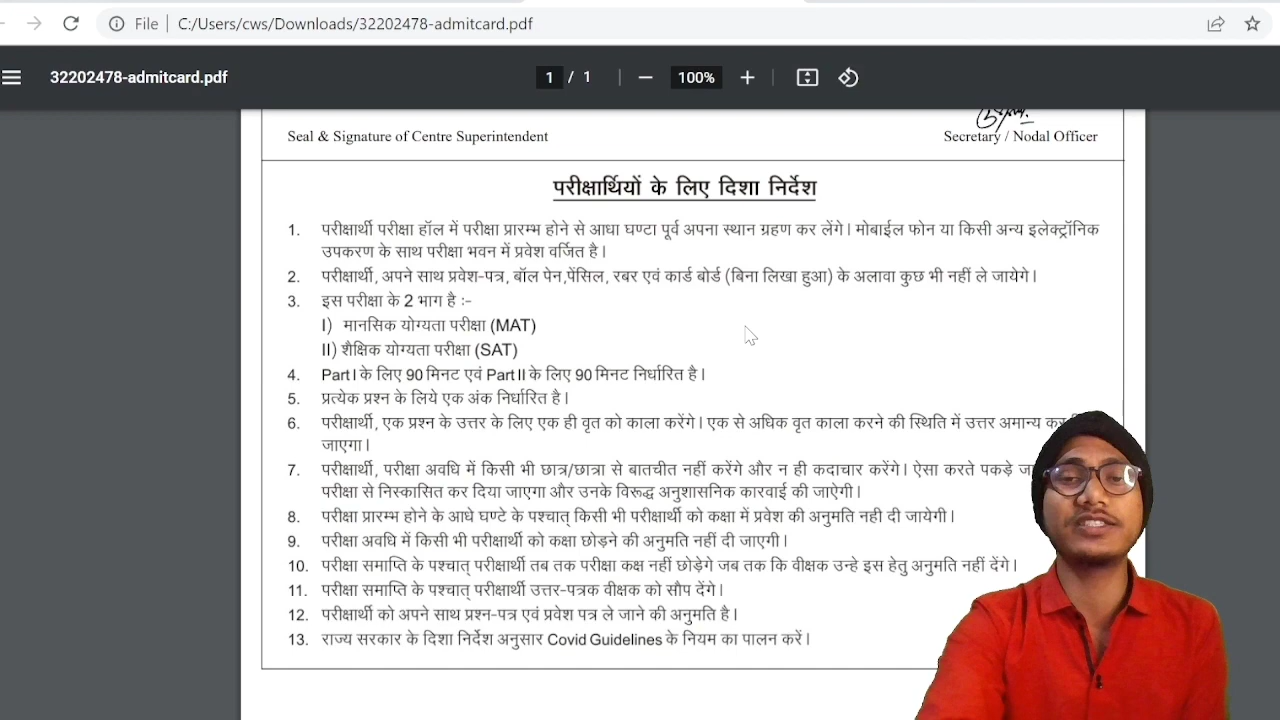 File | C:/Users/cws/Downloads/32202478-admitcard.pdf
32202478-admitcard.pdf
1 / 1
100%
Seal & Signature of Centre Superintendent
Secretary / Nodal Officer
परीक्षार्थियों के लिए दिशा निर्देश
1. परीक्षार्थी परीक्षा हॉल में परीक्षा प्रारम्भ होने से आधा घण्टा पूर्व अपना स्थान ग्रहण कर लेंगे। मोबाईल फोन या किसी अन्य इलेक्ट्रॉनिक
उपकरण के साथ परीक्षा भवन में प्रवेश वर्जित है।
2. परीक्षार्थी, अपने साथ प्रवेश-पत्र, बॉल पेन,पेंसिल, रबर एवं कार्ड बोर्ड (बिना लिखा हुआ) के अलावा कुछ भी नहीं ले जायेगे।
3. इस परीक्षा के 2 भाग है :-
I) मानसिक योग्यता परीक्षा (MAT)
II) शैक्षिक योग्यता परीक्षा (SAT)
4. Part I के लिए 90 मिनट एवं Part II के लिए 90 मिनट निर्धारित है।
5. प्रत्येक प्रश्न के लिये एक अंक निर्धारित है।
6. परीक्षार्थी, एक प्रश्न के उत्तर के लिए एक ही वृत को काला करेंगे। एक से अधिक वृत काला करने की स्थिति में उत्तर अमान्य
जाएगा।
7. परीक्षार्थी, परीक्षा अवधि में किसी भी छात्र/छात्रा से बातचीत नहीं करेंगे और न ही कदाचार करेंगे। ऐसा करते पकड़े
परीक्षा से निस्कासित कर दिया जाएगा और उनके विरूद्ध अनुशासनिक कारवाई की जाऐगी।
8. परीक्षा प्रारम्भ होने के आधे घण्टे के पश्चात् किसी भी परीक्षार्थी को कक्षा में प्रवेश की अनुमति नही दी जायेगी।
9. परीक्षा अवधि में किसी भी परीक्षार्थी को कक्षा छोड़ने की अनुमति नहीं दी जाएगी।
10. परीक्षा समाप्ति के पश्चात् परीक्षार्थी तब तक परीक्षा कक्ष नहीं छोड़ेगे जब तक कि वीक्षक उन्हे इस हेतु अनुमति नहीं देंगे।
11. परीक्षा समाप्ति के पश्चात् परीक्षार्थी उत्तर-पत्रक वीक्षक को सौप देंगे।
12. परीक्षार्थी को अपने साथ प्रश्न-पत्र एवं प्रवेश पत्र ले जाने की अनुमति है।
13. राज्य सरकार के दिशा निर्देश अनुसार Covid Guidelines के नियम का पालन करें।